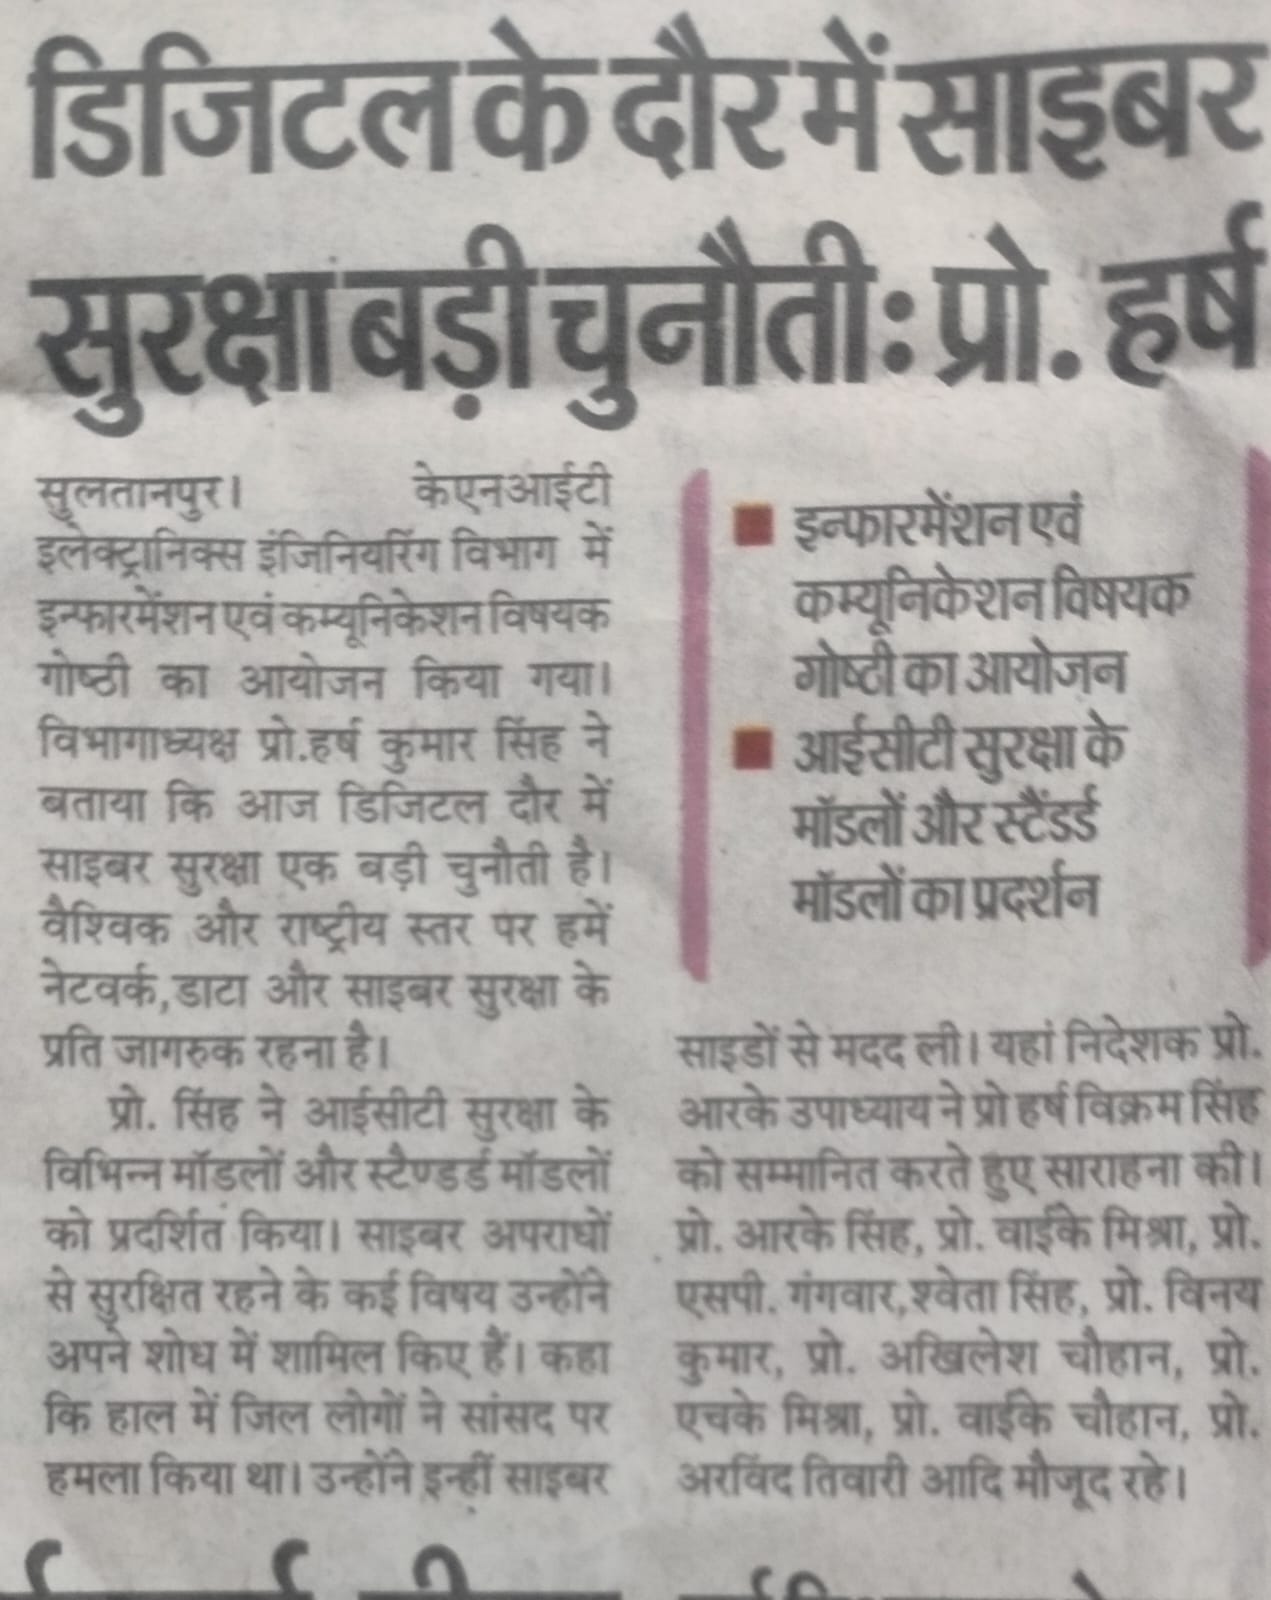 डिजिटल के दौर में साइबर
सुरक्षा बड़ी चुनौती: प्रो. हर्ष
सुलतानपुर। केएनआईटी
इलेक्ट्रानिक्स इंजिनियरिंग विभाग में
इन्फारमेंशन एवं कम्यूनिकेशन विषयक
गोष्ठी का आयोजन किया गया।
विभागाध्यक्ष प्रो.हर्ष कुमार सिंह ने
बताया कि आज डिजिटल दौर में
साइबर सुरक्षा एक बड़ी चुनौती है।
वैश्विक और राष्ट्रीय स्तर पर हमें
नेटवर्क,डाटा और साइबर सुरक्षा के
प्रति जागरुक रहना है।
प्रो. सिंह ने आईसीटी सुरक्षा के
विभिन्न मॉडलों और स्टैण्डर्ड मॉडलों
को प्रदर्शित किया। साइबर अपराधों
से सुरक्षित रहने के कई विषय उन्होंने
अपने शोध में शामिल किए हैं। कहा
कि हाल में जिल लोगों ने सांसद पर
हमला किया था। उन्होंने इन्हीं साइबर
इन्फारमेंशन एवं
कम्यूनिकेशन विषयक
गोष्टी का आयोजन
आईसीटी सुरक्षा के
मॉडलों और स्टैंडर्ड
मॉडलों का प्रदर्शन
साइडों से मदद ली। यहां निदेशक प्रो.
आरके उपाध्याय ने प्रो हर्ष विक्रम सिंह
को सम्मानित करते हुए साराहना की।
प्रो. आरके सिंह, प्रो. वाईके मिश्रा, प्रो.
एसपी. गंगवार,श्वेता सिंह, प्रो. विनय
कुमार, प्रो. अखिलेश चौहान, प्रो.
एचके मिश्रा, प्रो. वाईके चौहान, प्रो.
अरविंद तिवारी आदि मौजूद रहे।